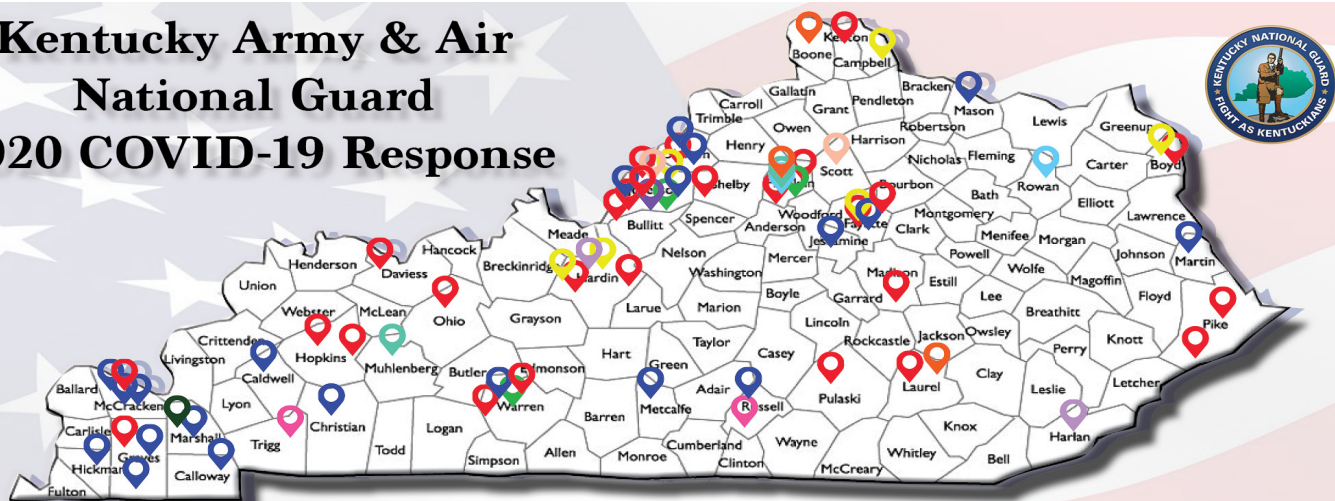 Kentucky Army & Air
National Guard
020 COVID-19 Response
KENTUCKY NATIONAL GUARD
FIGHT AS KENTUCKIANS
Boone
Campbell
Gallatin
Grant
Pendleton
Bracken
Mason
Carroll
Trimble
Owen
Robertson
Lewis
Greenup
Henry
Harrison
Nicholas
Fleming
Carter
Boyd
Shelby
Scott
Bourbon
Bath
Rowan
Elliott
Lawrence
Bullitt
Spencer
Anderson
Woodford
Clark
Montgomery
Menifee
Morgan
Johnson
Martin
Meade
Nelson
Mercer
Powell
Wolfe
Magoffin
Floyd
Pike
Hancock
Breckinridge
Hardin
Washington
Madison
Estill
Lee
Breathitt
Knott
Henderson
Daviess
Union
Larue
Marion
Boyle
Garrard
Lincoln
Rockcastle
Jackson
Owsley
Perry
Letcher
Webster
McLean
Ohio
Grayson
Hart
Green
Taylor
Casey
Pulaski
Laurel
Clay
Leslie
Harlan
Crittenden
Livingston
Caldwell
Hopkins
Muhlenberg
Butler
Edmonson
Warren
Barren
Metcalfe
Adair
Russell
Wayne
McCreary
Whitley
Knox
Bell
Ballard
McCracken
Carlisle
Graves
Marshall
Lyon
Trigg
Christian
Todd
Logan
Simpson
Allen
Monroe
Cumberland
Clinton
Hickman
Fulton
Calloway